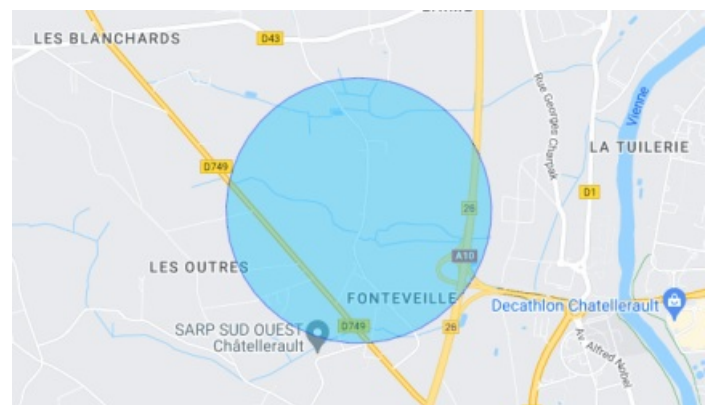 LES BLANCHARDS
D43
Rue Georges Charpak
Vienne
LA TUILERIE
D749
D1
26
A10
LES OUTRES
FONTEVEILLE
Decathlon Chatellerault
SARP SUD OUEST
Châtellerault
D749
26
Av. Alfred Nobel